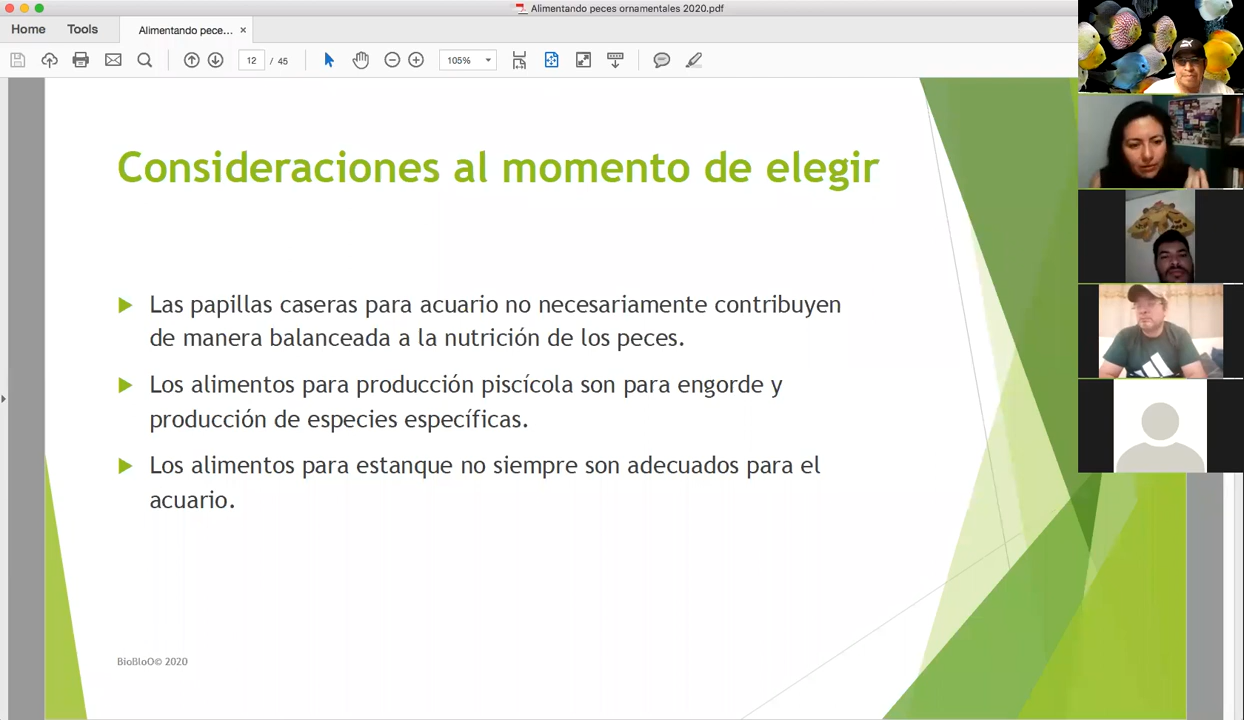 Alimentando peces ornamentales 2020.pdf
Home
Tools
Alimentando pece...
12 / 45
105%
Consideraciones al momento de elegir
Las papillas caseras para acuario no necesariamente contribuyen
de manera balanceada a la nutrición de los peces.
Los alimentos para producción piscícola son para engorde y
producción de especies específicas.
Los alimentos para estanque no siempre son adecuados para el
acuario.
BioBloO© 2020